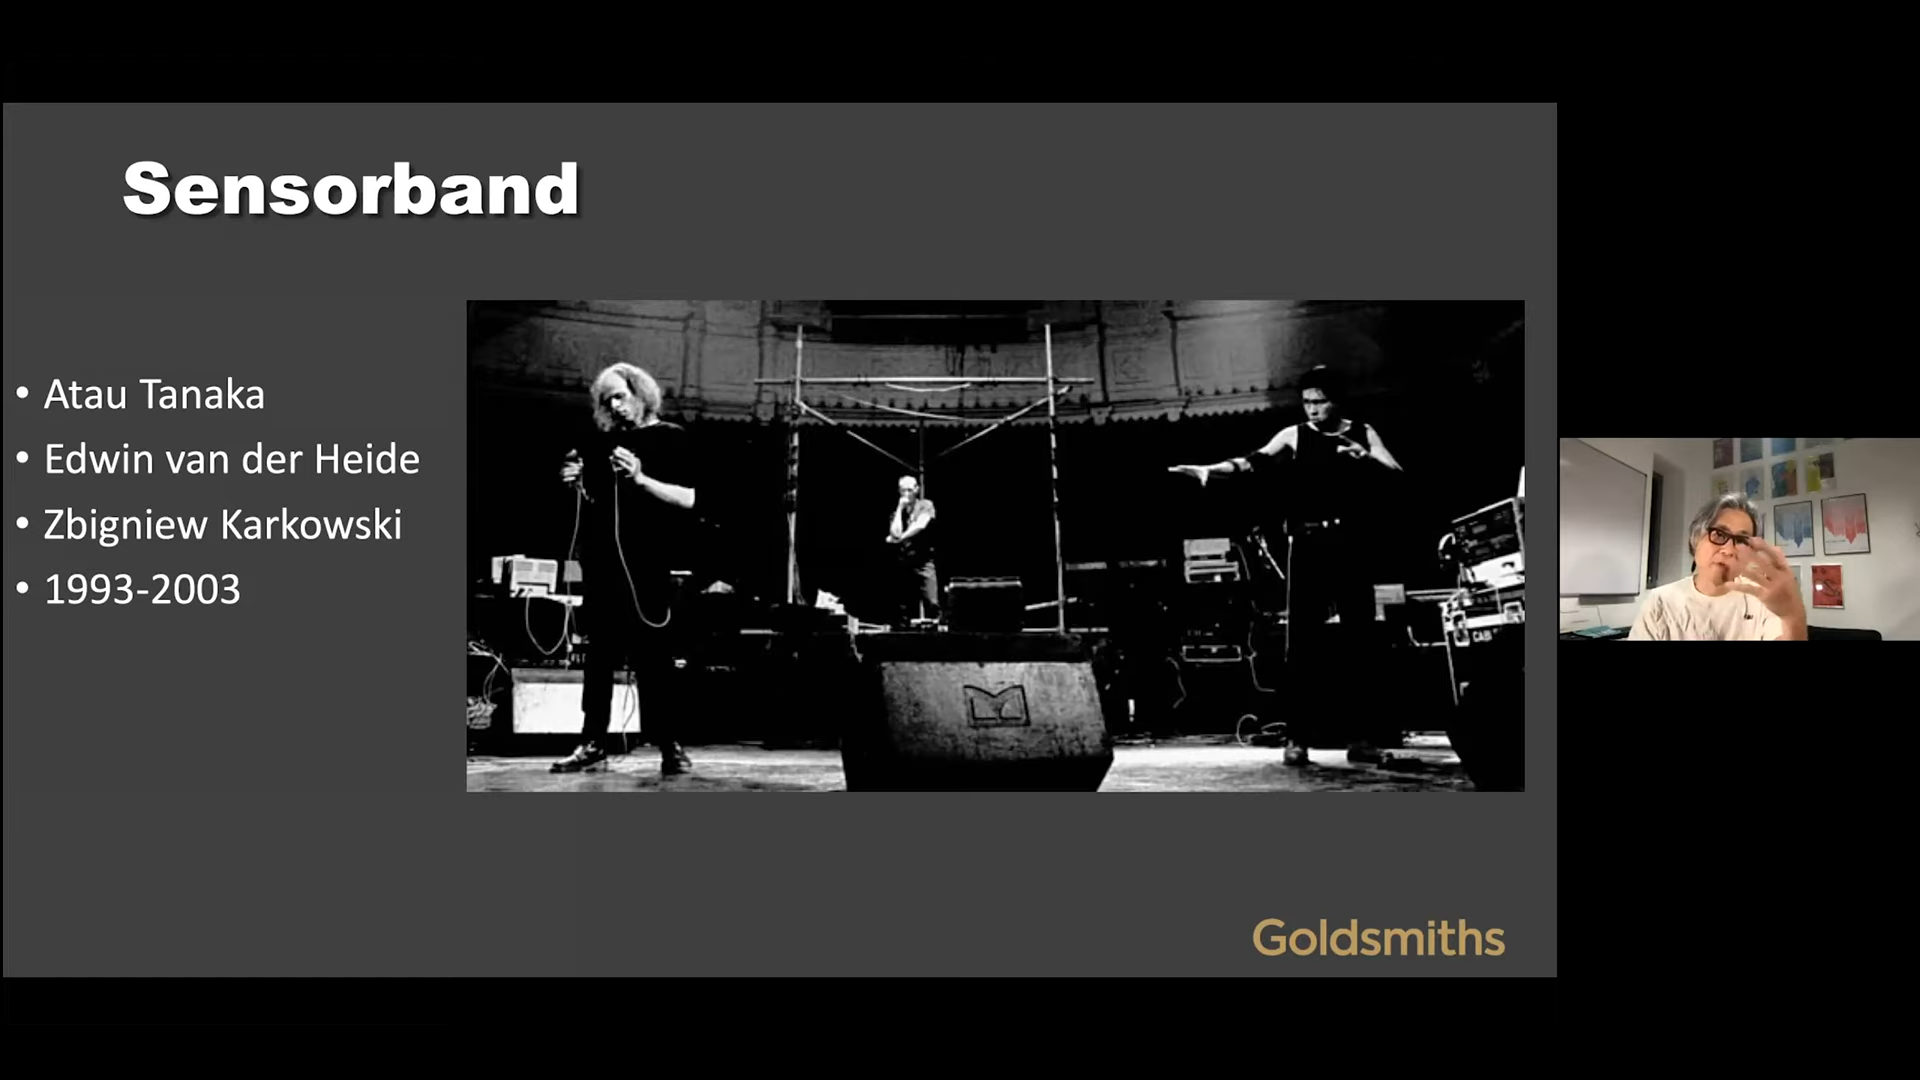 Sensorband
• Atau Tanaka
• Edwin van der Heide
• Zbigniew Karkowski
• 1993-2003
Goldsmiths